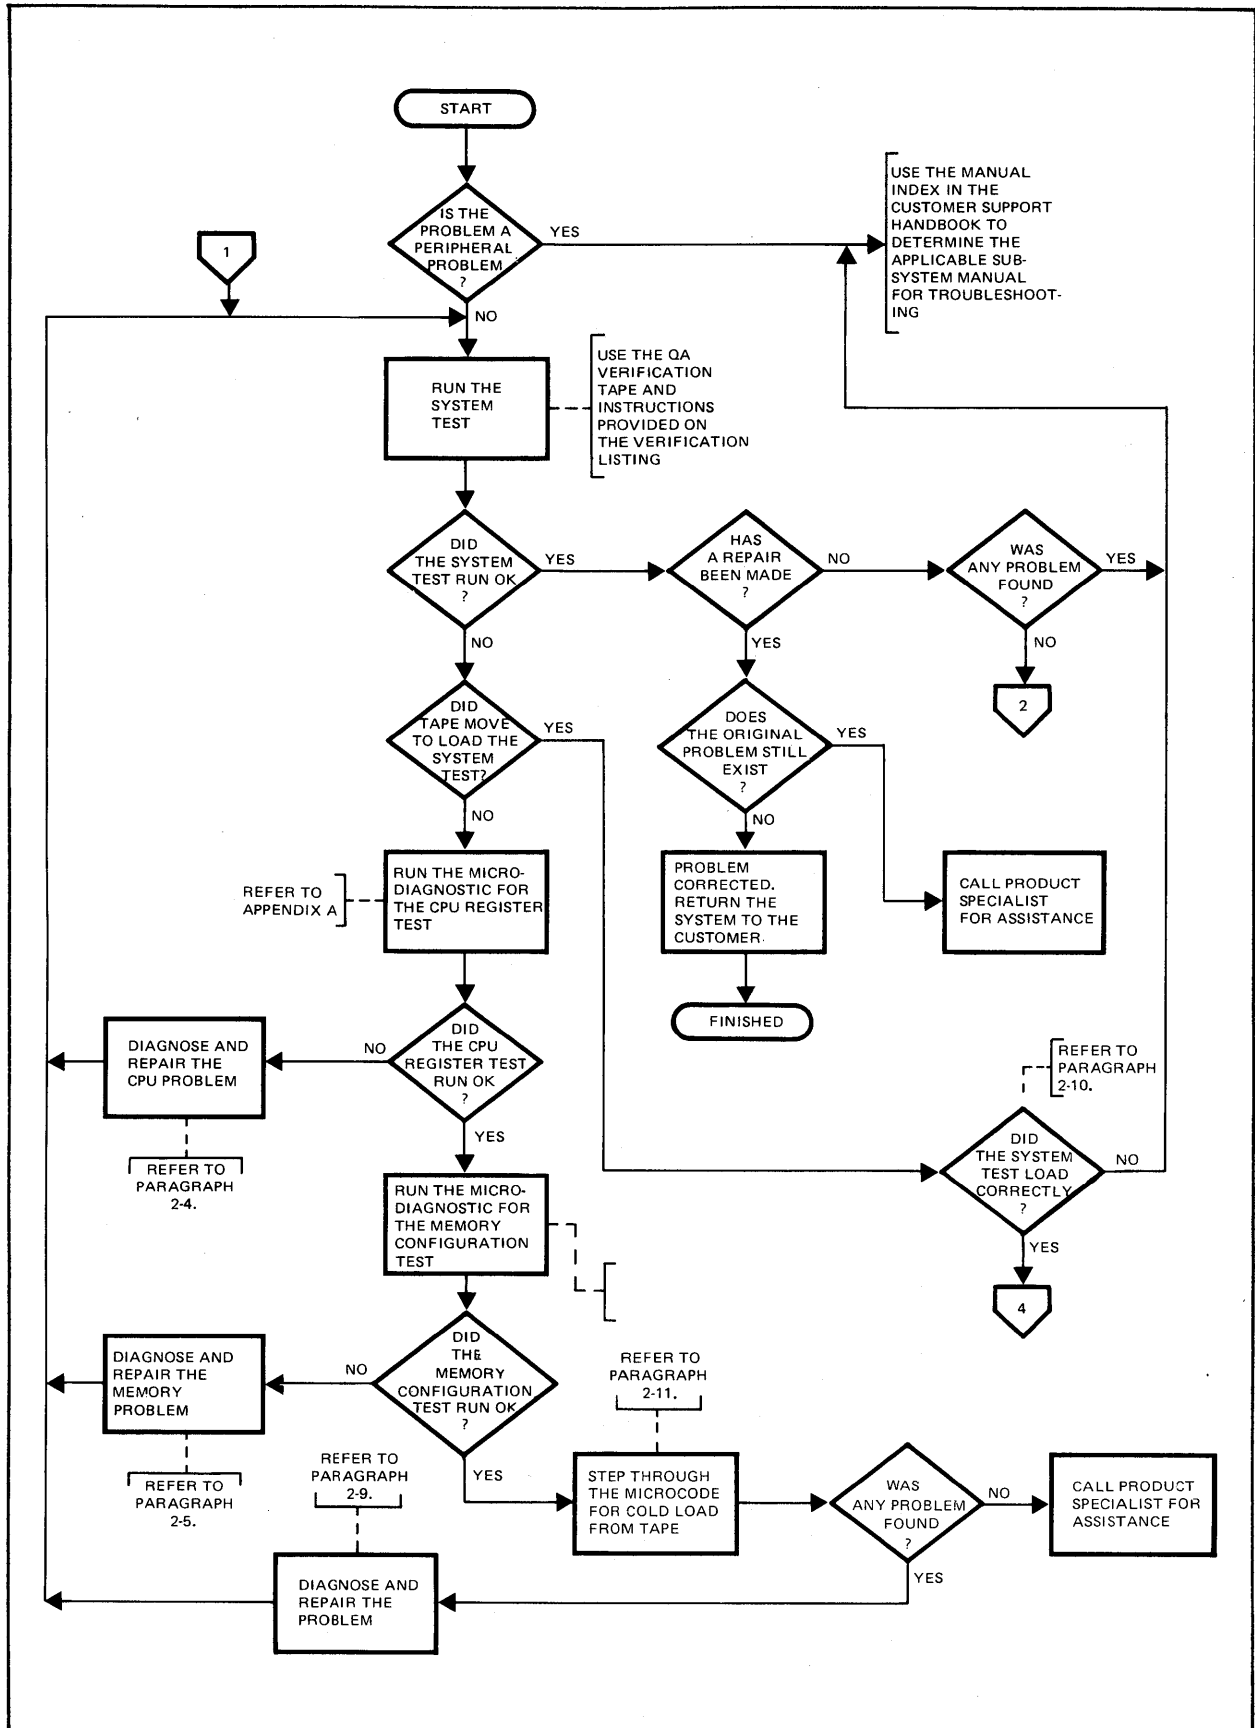 START
IS THE
PROBLEM A
PERIPHERAL
PROBLEM
?
YES
USE THE MANUAL
INDEX IN THE
CUSTOMER SUPPORT
HANDBOOK TO
DETERMINE THE
APPLICABLE SUB-
SYSTEM MANUAL
FOR TROUBLESHOOT-
ING
1
NO
RUN THE
SYSTEM
TEST
USE THE QA
VERIFICATION
TAPE AND
INSTRUCTIONS
PROVIDED ON
THE VERIFICATION
LISTING
DID
THE SYSTEM
TEST RUN OK
?
YES
HAS
A REPAIR
BEEN MADE
?
NO
WAS
ANY PROBLEM
FOUND
?
YES
NO
YES
NO
2
DID
TAPE MOVE
TO LOAD THE
SYSTEM
TEST?
YES
DOES
THE ORIGINAL
PROBLEM STILL
EXIST
?
YES
NO
NO
REFER TO
APPENDIX A
RUN THE MICRO-
DIAGNOSTIC FOR
THE CPU REGISTER
TEST
PROBLEM
CORRECTED.
RETURN THE
SYSTEM TO THE
CUSTOMER.
CALL PRODUCT
SPECIALIST
FOR ASSISTANCE
FINISHED
DIAGNOSE AND
REPAIR THE
CPU PROBLEM
NO
DID
THE CPU
REGISTER TEST
RUN OK
?
REFER TO
PARAGRAPH
2-10.
YES
REFER TO
PARAGRAPH
2-4.
DID
THE SYSTEM
TEST LOAD
CORRECTLY
?
NO
YES
4
RUN THE MICRO-
DIAGNOSTIC FOR
THE MEMORY
CONFIGURATION
TEST
DIAGNOSE AND
REPAIR THE
MEMORY
PROBLEM
NO
DID
THE
MEMORY
CONFIGURATION
TEST RUN OK
?
REFER TO
PARAGRAPH
2-11.
REFER TO
PARAGRAPH
2-5.
REFER TO
PARAGRAPH
2-9.
YES
STEP THROUGH
THE MICROCODE
FOR COLD LOAD
FROM TAPE
WAS
ANY PROBLEM
FOUND
?
NO
CALL PRODUCT
SPECIALIST FOR
ASSISTANCE
YES
DIAGNOSE AND
REPAIR THE
PROBLEM